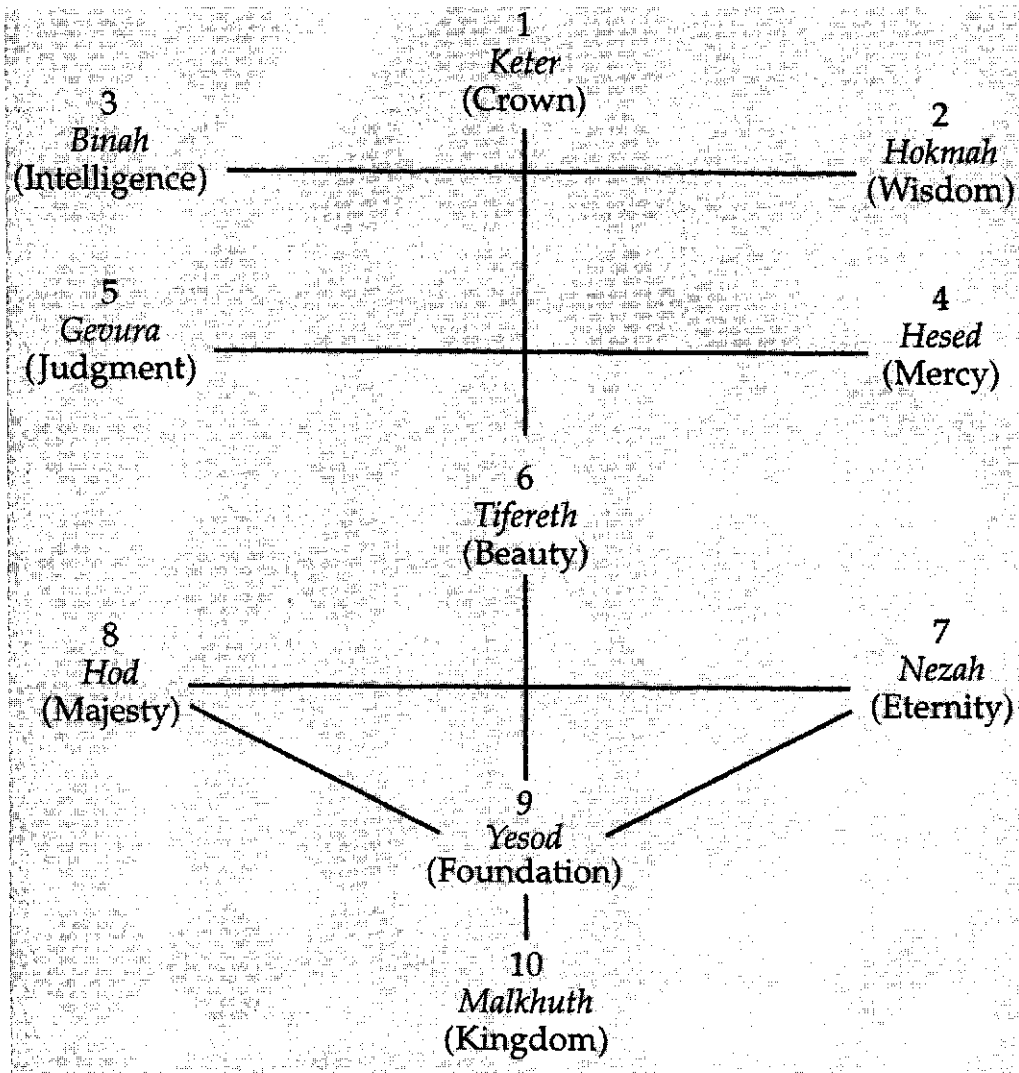 1
Keter
(Crown)
3
Binah
(Intelligence)
2
Hokmah
(Wisdom)
5
Gevura
(Judgment)
4
Hesed
(Mercy)
6
Tifereth
(Beauty)
8
Hod
(Majesty)
7
Nezah
(Eternity)
9
Yesod
(Foundation)
10
Malkhuth
(Kingdom)